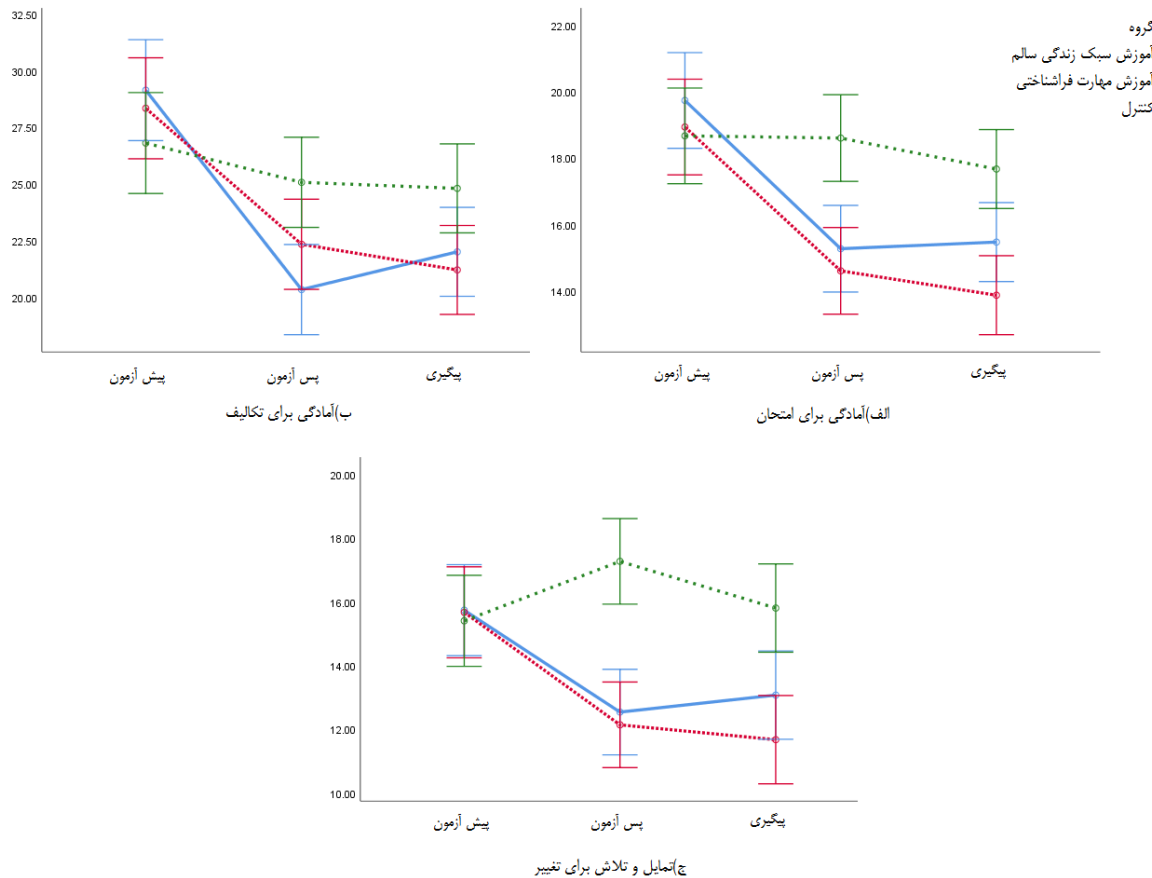 گروه
آموزش سبک زندگی سالم
آموزش مهارت فراشناختی
کنترل
22.00
20.00
18.00
16.00
14.00
پیش آزمون
پس آزمون
پیگیری
الف)آمادگی برای امتحان
32.50
30.00
27.50
25.00
22.50
20.00
پیش آزمون
پس آزمون
پیگیری
ب)آمادگی برای تکالیف
20.00
18.00
16.00
14.00
12.00
10.00
پیش آزمون
پس آزمون
پیگیری
ج)تمایل و تلاش برای تغییر